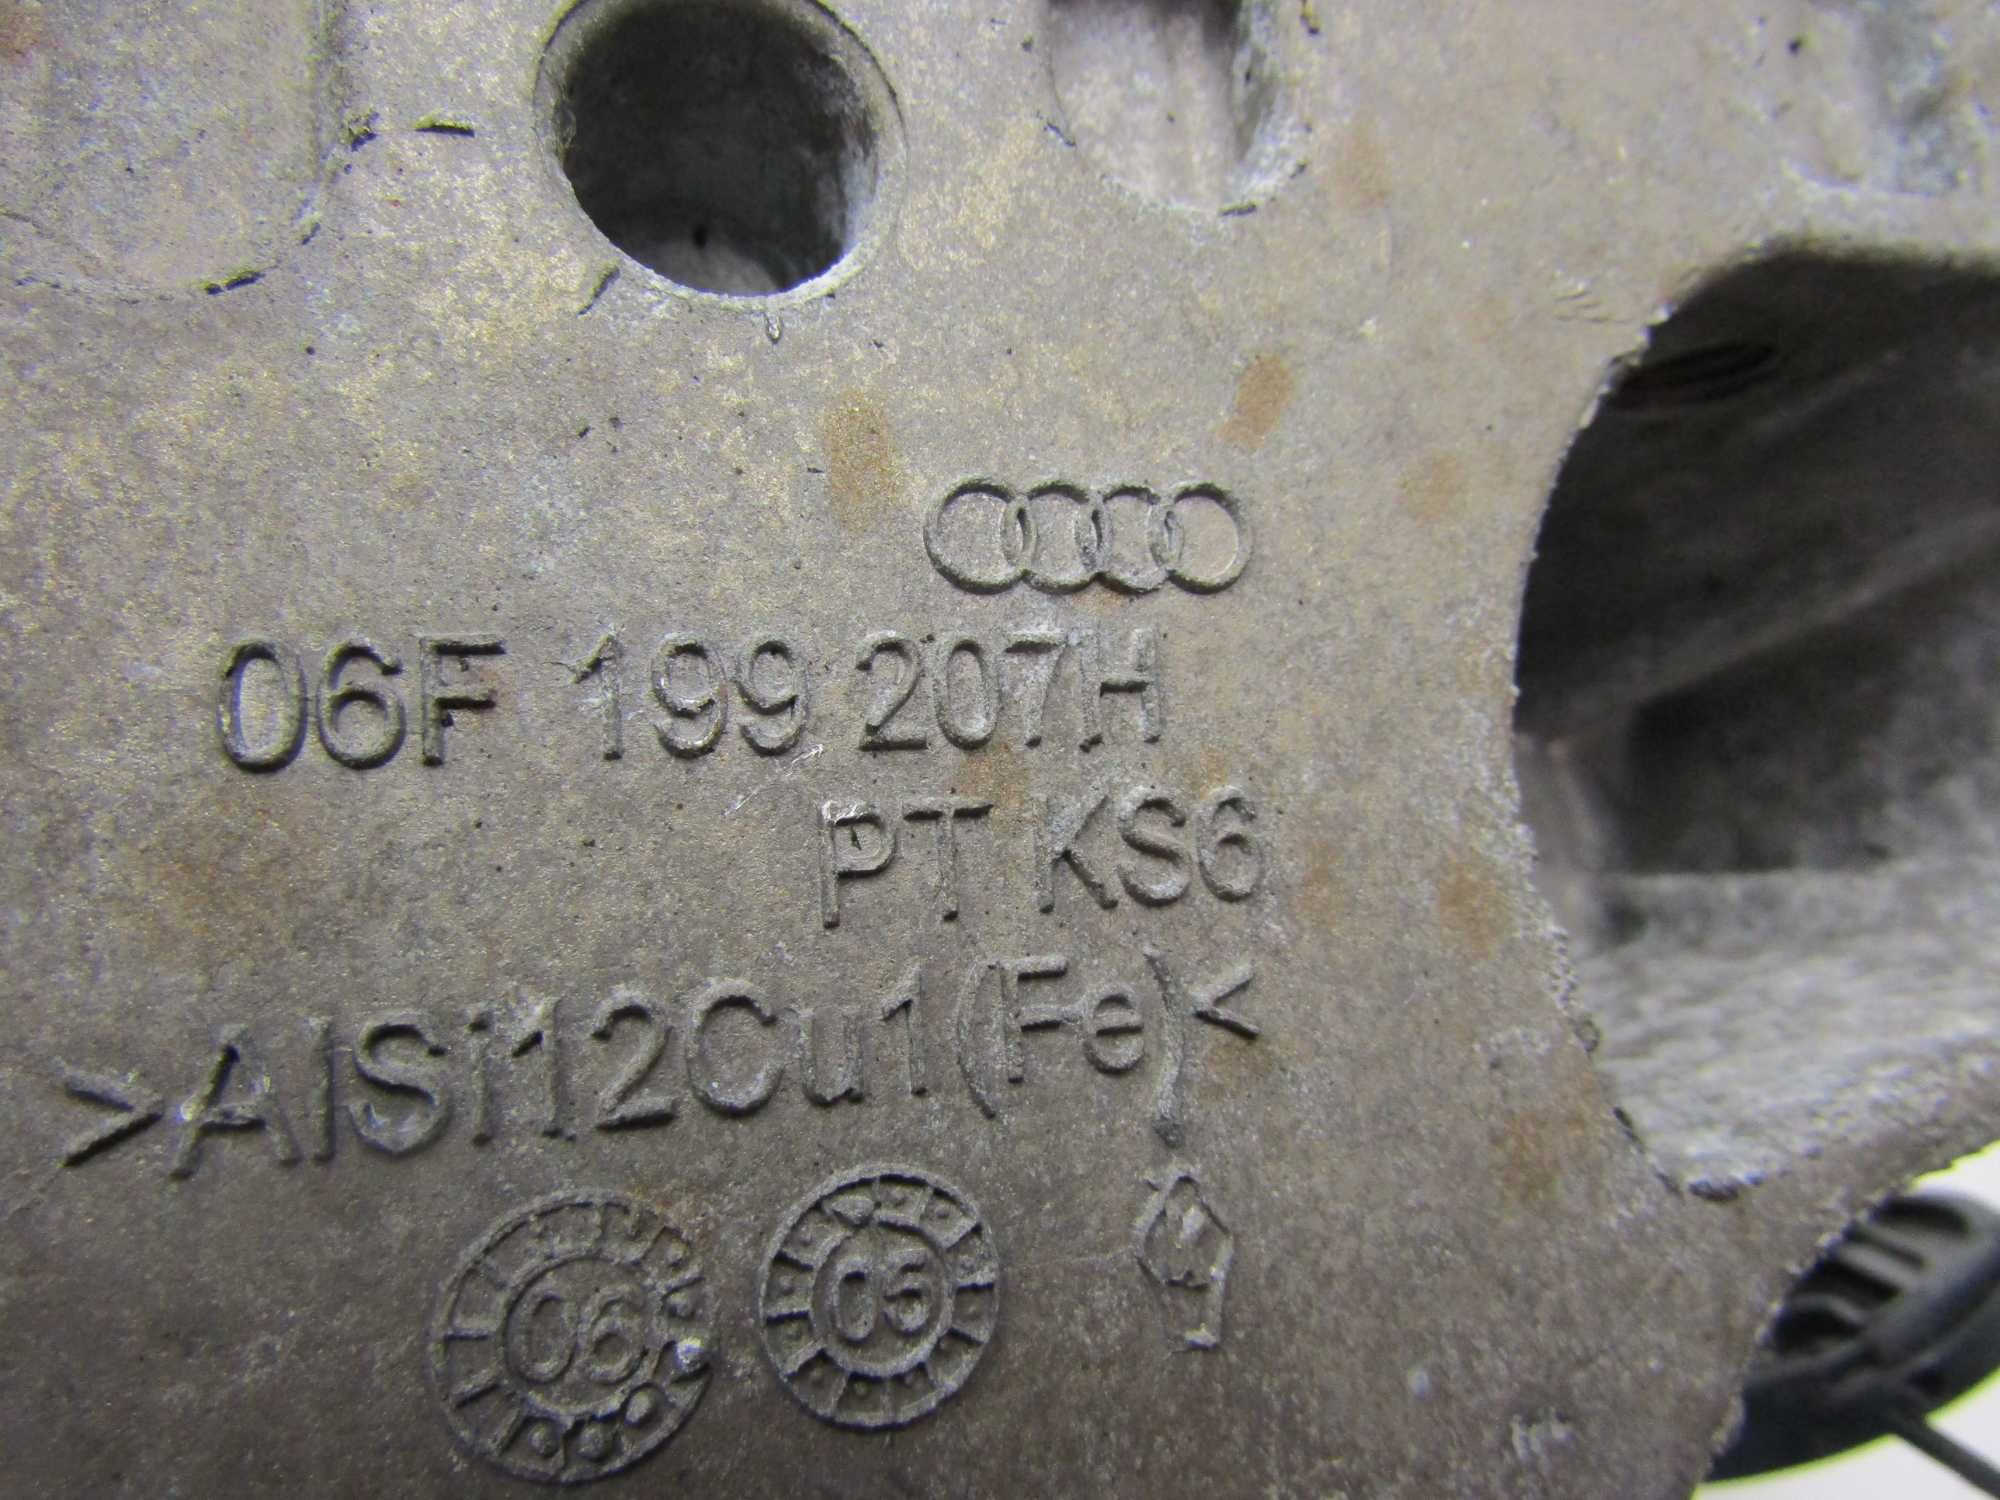 06F 199 207H
PT KS6
>AlSi12Cu1(Fe)<
06 05